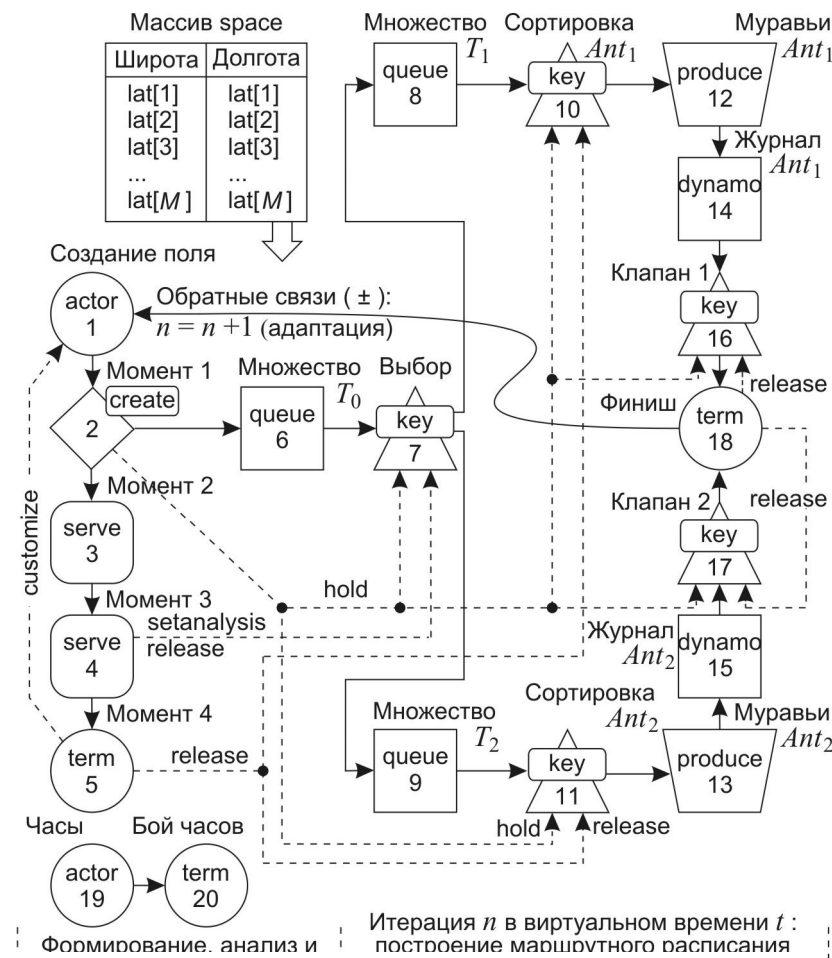 Массив space
Широта Долгота
lat[1] lat[1]
lat[2] lat[2]
lat[3] lat[3]
... ...
lat[M] lat[M]
Множество T1
queue
8
Сортировка Ant1
key
10
Муравьи Ant1
produce
12
Журнал Ant1
dynamo
14
Клапан 1
key
16
release
Создание поля
actor
1
Обратные связи ( ± ):
n = n +1 (адаптация)
Момент 1
create
2
Множество T0
queue
6
Выбор
key
7
Финиш
term
18
release
Момент 2
serve
3
Клапан 2
key
17
customize
hold
Момент 3
setanalysis
release
serve
4
Журнал Ant2
dynamo
15
Момент 4
term
5
release
Множество T2
queue
9
Сортировка Ant2
key
11
hold release
Муравьи Ant2
produce
13
Часы
actor
19
Бой часов
term
20
Формирование, анализ и
Итерация n в виртуальном времени t :
построение маршрутного расписания